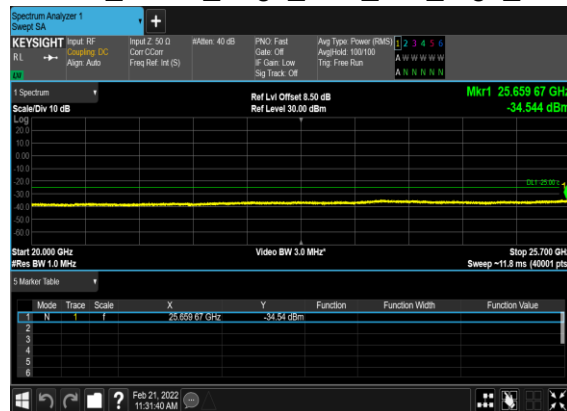 Spectrum Analyzer 1
Swept SA
KEYSIGHT Input: RF Input Z: 50 Ω #Atten: 40 dB PNO: Fast Avg Type: Power (RMS) 1 2 3 4 5 6
RL Coupling: DC Corr CCorr Gate: Off Avg|Hold: 100/100 A W W W W W
Align: Auto Freq Ref: Int (S) IF Gain: Low Trig: Free Run
Sig Track: Off A N N N N N
1 Spectrum Ref Lvl Offset 8.50 dB Mkr1 25.659 67 GHz
Scale/Div 10 dB Ref Level 30.00 dBm -34.544 dBm
Log
20.0
10.0
0.00
-10.0
-20.0
DL1 -25.00
-30.0
-40.0
-50.0
-60.0
Start 20.000 GHz Video BW 3.0 MHz* Stop 25.700 GH
#Res BW 1.0 MHz Sweep ~11.8 ms (40001 pts
5 Marker Table
Mode Trace Scale X Y Function Function Width Function Value
1 N 1 f 25.659 67 GHz -34.54 dBm
2
3
4
5
6
? Feb 21, 2022
11:31:40 AM